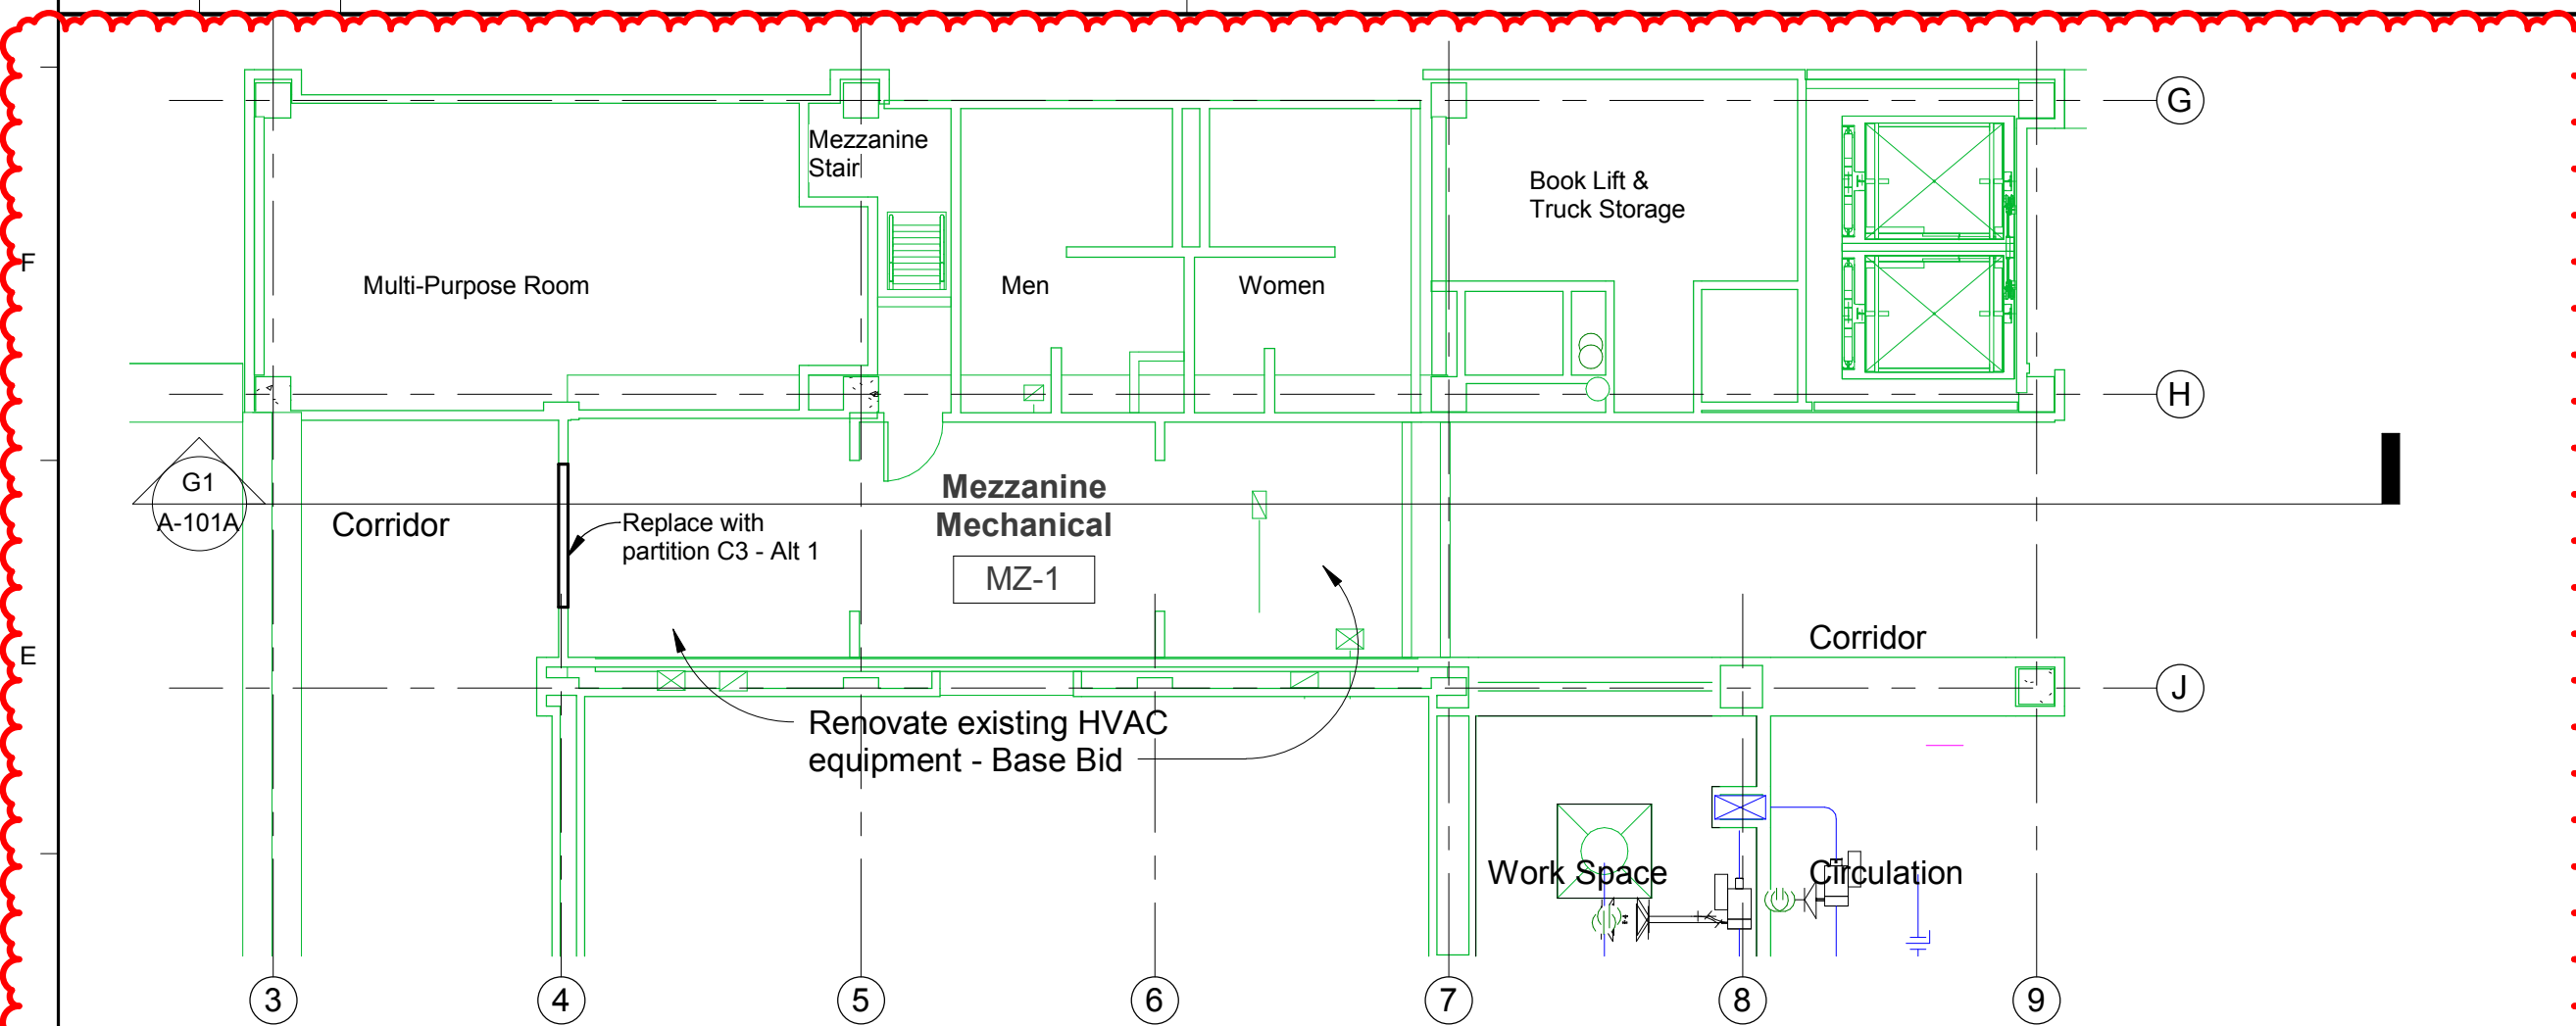 G
Mezzanine
Stair
Book Lift &
Truck Storage
F
Multi-Purpose Room
Men
Women
H
G1
A-101A
Corridor
Replace with
partition C3 - Alt 1
Mezzanine
Mechanical
MZ-1
Corridor
E
J
Renovate existing HVAC
equipment - Base Bid
Work Space
Circulation
3
4
5
6
7
8
9